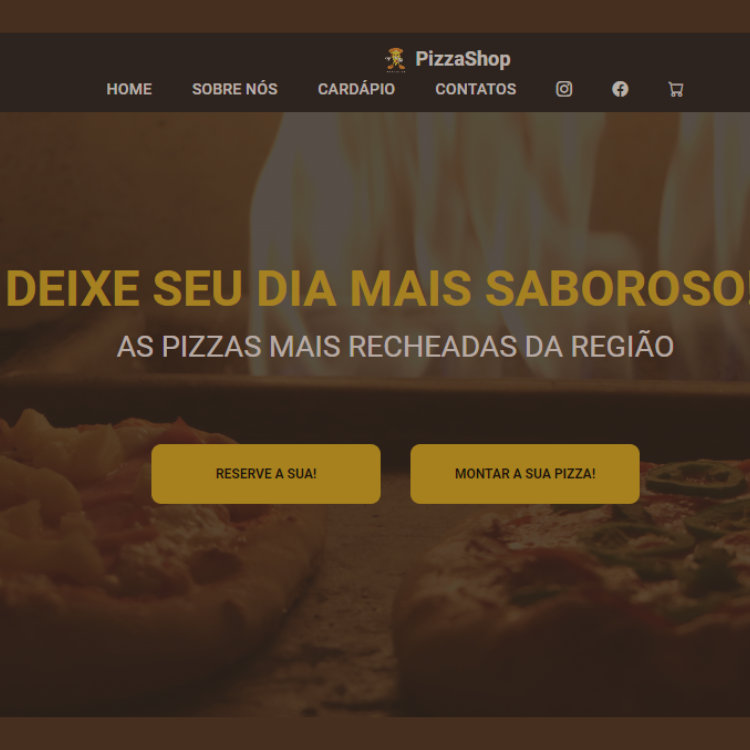 PizzaShop
HOME SOBRE NÓS CARDÁPIO CONTATOS
DEIXE SEU DIA MAIS SABOROSO!
AS PIZZAS MAIS RECHEADAS DA REGIÃO
RESERVE A SUA! MONTAR A SUA PIZZA!